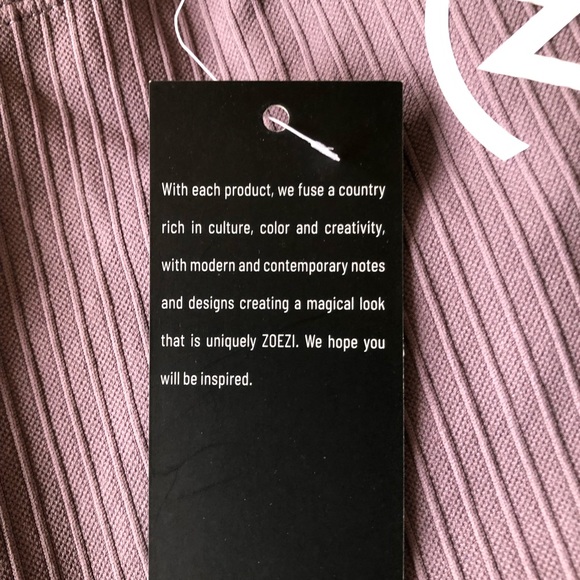 With each product, we fuse a country
rich in culture, color and creativity,
with modern and contemporary notes
and designs creating a magical look
that is uniquely ZOEZI. We hope you
will be inspired.